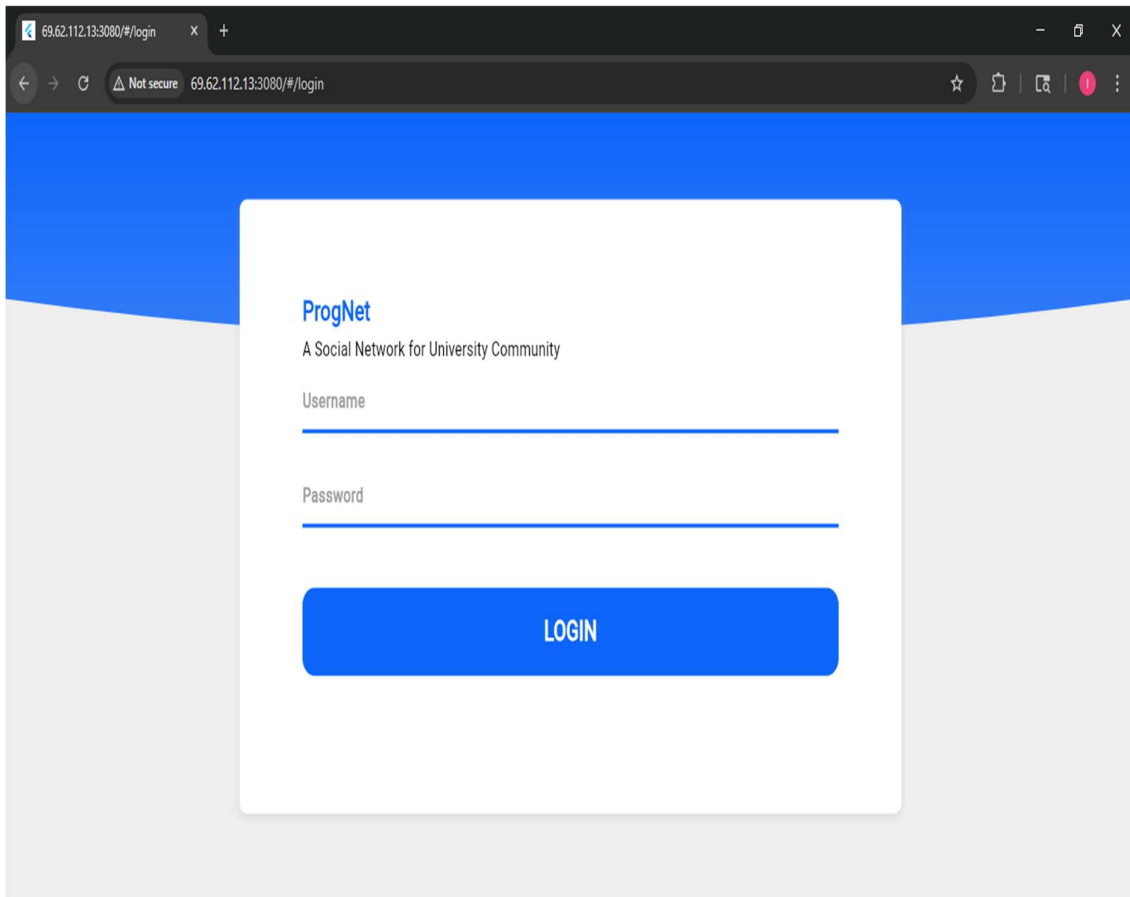 69.62.112.13:3080/#/login
Not secure 69.62.112.13:3080/#/login
I
ProgNet
A Social Network for University Community
Username
Password
LOGIN